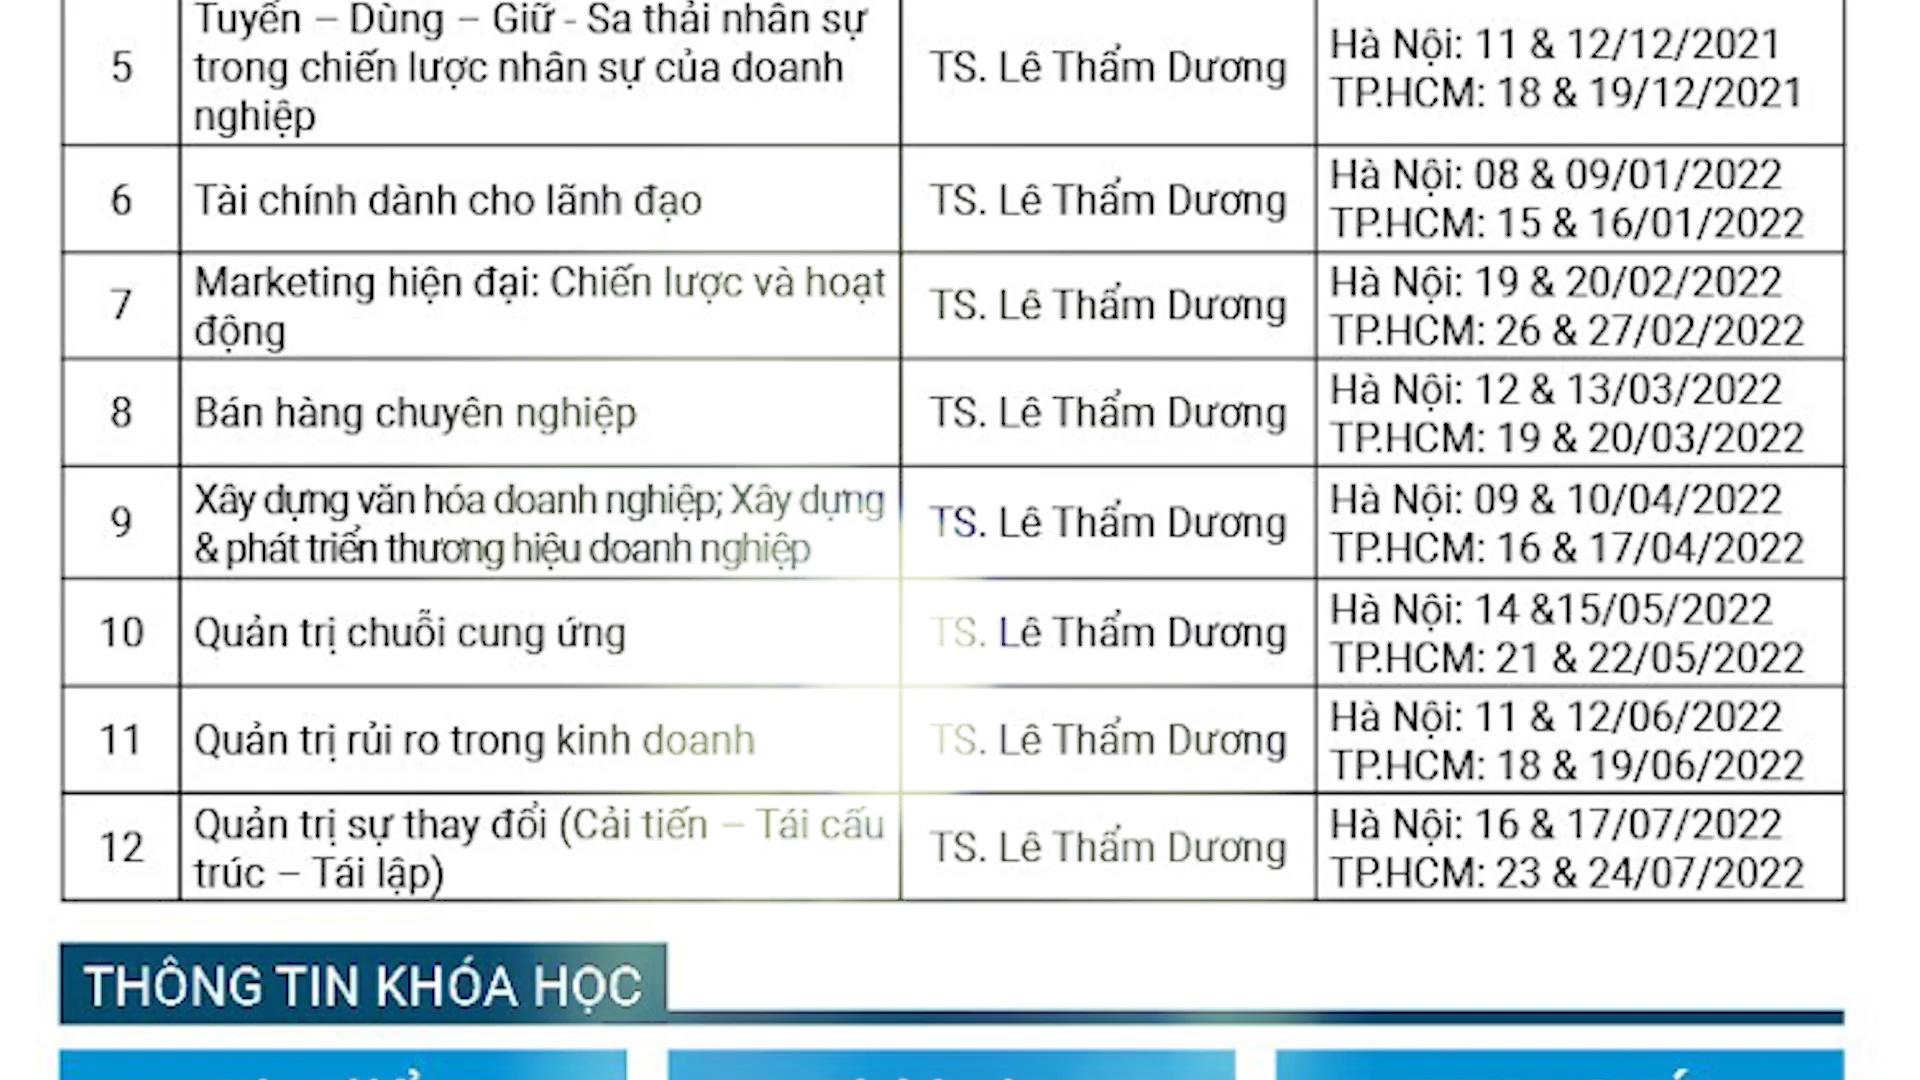 5
Tuyển – Dùng – Giữ - Sa thải nhân sự
trong chiến lược nhân sự của doanh
nghiệp
TS. Lê Thẩm Dương
Hà Nội: 11 & 12/12/2021
TP.HCM: 18 & 19/12/2021
6
Tài chính dành cho lãnh đạo
TS. Lê Thẩm Dương
Hà Nội: 08 & 09/01/2022
TP.HCM: 15 & 16/01/2022
7
Marketing hiện đại: Chiến lược và hoạt
động
TS. Lê Thẩm Dương
Hà Nội: 19 & 20/02/2022
TP.HCM: 26 & 27/02/2022
8
Bán hàng chuyên nghiệp
TS. Lê Thẩm Dương
Hà Nội: 12 & 13/03/2022
TP.HCM: 19 & 20/03/2022
9
Xây dựng văn hóa doanh nghiệp; Xây dựng
& phát triển thương hiệu doanh nghiệp
TS. Lê Thẩm Dương
Hà Nội: 09 & 10/04/2022
TP.HCM: 16 & 17/04/2022
10
Quản trị chuỗi cung ứng
TS. Lê Thẩm Dương
Hà Nội: 14 &15/05/2022
TP.HCM: 21 & 22/05/2022
11
Quản trị rủi ro trong kinh doanh
TS. Lê Thẩm Dương
Hà Nội: 11 & 12/06/2022
TP.HCM: 18 & 19/06/2022
12
Quản trị sự thay đổi (Cải tiến – Tái cấu
trúc – Tái lập)
TS. Lê Thẩm Dương
Hà Nội: 16 & 17/07/2022
TP.HCM: 23 & 24/07/2022
THÔNG TIN KHÓA HỌC